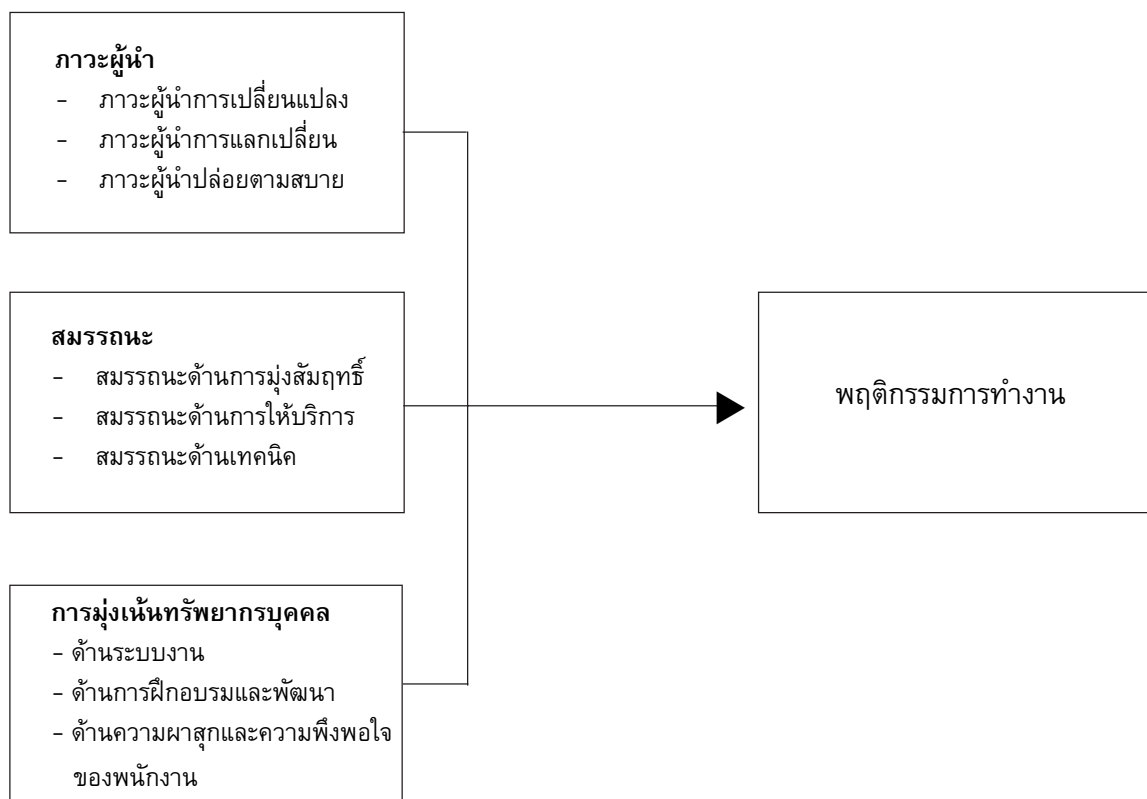 ภาวะผู้นำ
- ภาวะผู้นำการเปลี่ยนแปลง
- ภาวะผู้นำการแลกเปลี่ยน
- ภาวะผู้นำปล่อยตามสบาย
สมรรถนะ
- สมรรถนะด้านการมุ่งสัมฤทธิ์
- สมรรถนะด้านการให้บริการ
- สมรรถนะด้านเทคนิค
การมุ่งเน้นทรัพยากรบุคคล
- ด้านระบบงาน
- ด้านการฝึกอบรมและพัฒนา
- ด้านความผาสุกและความพึงพอใจ
ของพนักงาน
พฤติกรรมการทำงาน